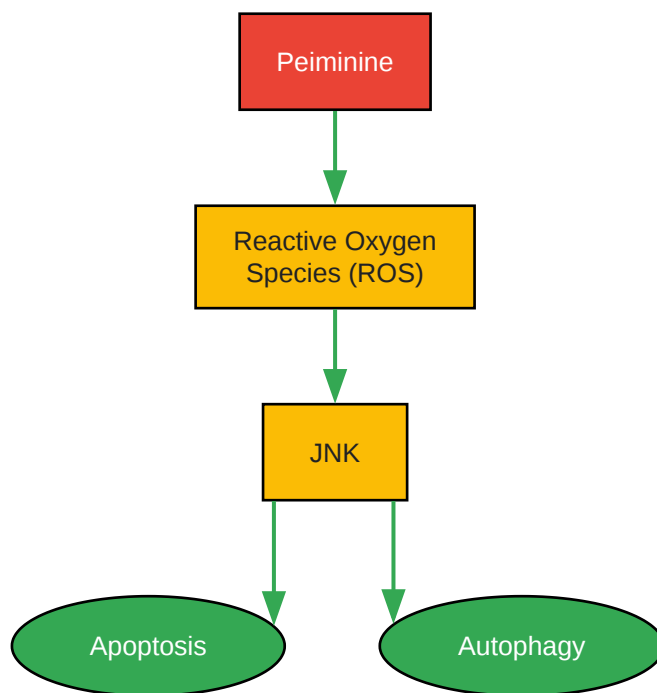 Peiminine
Reactive Oxygen
Species (ROS)
JNK
Apoptosis
Autophagy